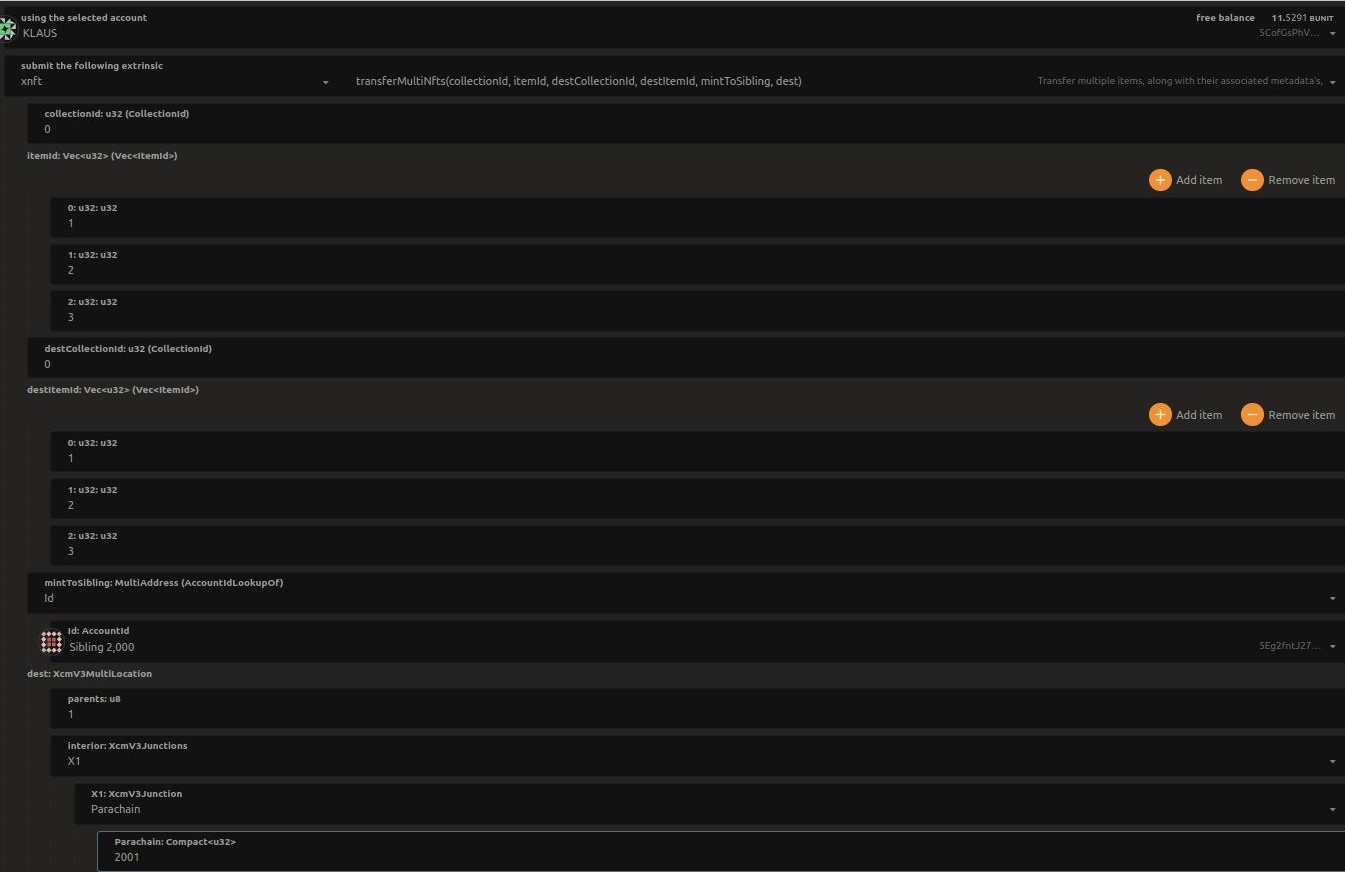 using the selected account
free balance 11.5291 BUNIT
KLAUS
5CofGsPhV...
submit the following extrinsic
xnft
transferMultiNfts(collectionId, itemId, destCollectionId, destItemId, mintToSibling, dest)
Transfer multiple items, along with their associated metadata's,
collectionId: u32 (CollectionId)
0
itemId: Vec<u32> (Vec<ItemId>)
Add item
Remove item
0: u32: u32
1
1: u32: u32
2
2: u32: u32
3
destCollectionId: u32 (CollectionId)
0
destItemId: Vec<u32> (Vec<ItemId>)
Add item
Remove item
0: u32: u32
1
1: u32: u32
2
2: u32: u32
3
mintToSibling: MultiAddress (AccountIdLookupOf)
Id
Id: AccountId
Sibling 2,000
5Eg2fntJ27...
dest: XcmV3MultiLocation
parents: u8
1
interior: XcmV3Junctions
X1
X1: XcmV3Junction
Parachain
Parachain: Compact<u32>
2001